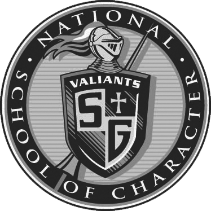 · NATIONAL ·
SCHOOL OF CHARACTER
VALIANTS
S G